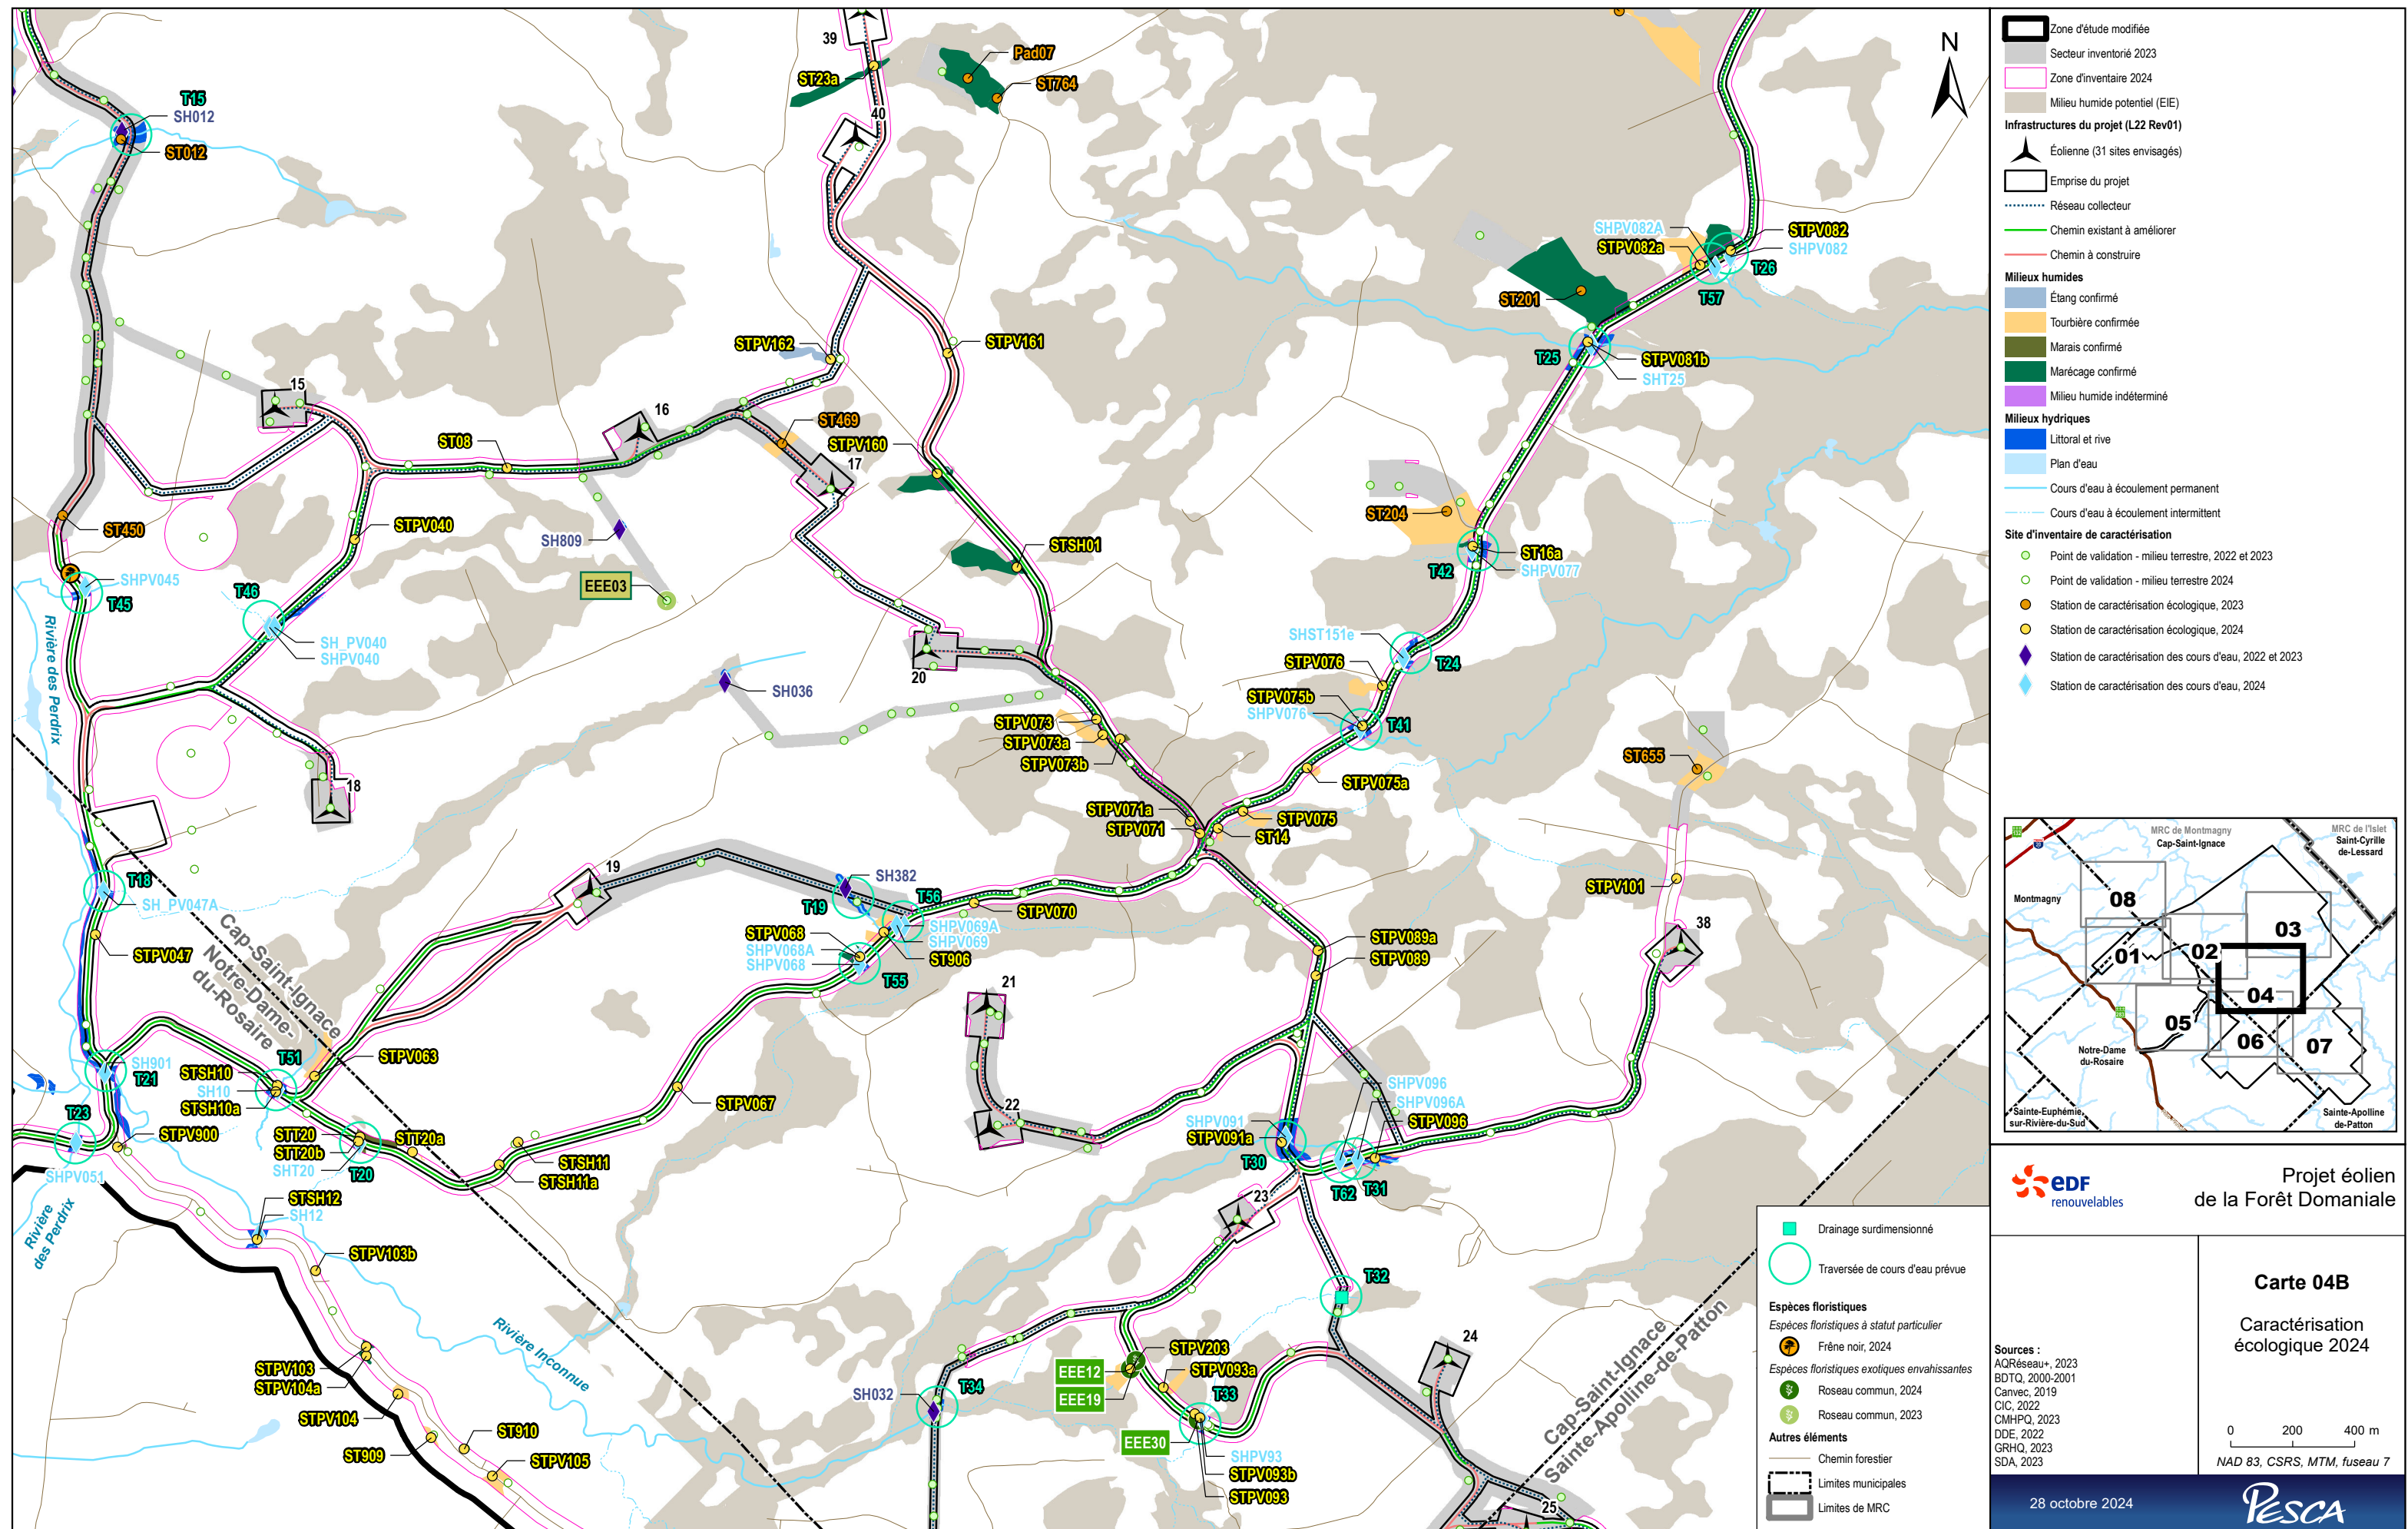 39
Pad07
ST764
ST23a
T15
SH012
ST012
40
N
SHPV082A
STPV082
STPV082a
SHPV082
T26
T57
ST201
STPV162
STPV161
T25
STPV081b
SHT25
15
16
ST08
ST469
STPV160
17
ST450
STPV040
SH809
STSH01
ST204
ST16a
T42
SHPV077
EEE03
SHPV045
T45
T46
SH_PV040
SHPV040
Rivière des Perdrix
SHST151e
T24
STPV076
20
SH036
STPV075b
SHPV076
T41
STPV073
STPV073a
STPV073b
ST655
STPV075a
18
STPV071a
STPV071
STPV075
ST14
19
SH382
T19
T56
STPV070
STPV101
T18
SH_PV047A
STPV047
Cap-Saint-Ignace
Notre-Dame-
du-Rosaire
STPV068
SHPV068A
SHPV068
SHPV069A
SHPV069
ST906
T55
STPV089a
STPV089
38
21
SH901
T21
T51
STSH10
SH10
STSH10a
STPV063
T23
STPV900
STPV067
22
SHPV096
SHPV096A
STPV096
SHPV091
STPV091a
T30
STT20
STT20b
SHT20
STT20a
T20
STSH11
STSH11a
T62
T31
SHPV051
STSH12
SH12
23
Rivière
des Perdrix
STPV103b
T32
Rivière Inconnue
STPV103
STPV104a
STPV104
ST910
ST909
STPV105
SH032
T34
STPV203
EEE12
EEE19
STPV093a
T33
EEE30
SHPV93
STPV093b
STPV093
24
Cap-Saint-Ignace
Sainte-Apolline-de-Patton
25
Zone d'étude modifiée
Secteur inventorié 2023
Zone d'inventaire 2024
Milieu humide potentiel (EIE)
Infrastructures du projet (L22 Rev01)
Éolienne (31 sites envisagés)
Emprise du projet
Réseau collecteur
Chemin existant à améliorer
Chemin à construire
Milieux humides
Étang confirmé
Tourbière confirmée
Marais confirmé
Marécage confirmé
Milieu humide indéterminé
Milieux hydriques
Littoral et rive
Plan d'eau
Cours d'eau à écoulement permanent
Cours d'eau à écoulement intermittent
Site d'inventaire de caractérisation
Point de validation - milieu terrestre, 2022 et 2023
Point de validation - milieu terrestre 2024
Station de caractérisation écologique, 2023
Station de caractérisation écologique, 2024
Station de caractérisation des cours d'eau, 2022 et 2023
Station de caractérisation des cours d'eau, 2024
Drainage surdimensionné
Traversée de cours d'eau prévue
Espèces floristiques
Espèces floristiques à statut particulier
Frêne noir, 2024
Espèces floristiques exotiques envahissantes
Roseau commun, 2024
Roseau commun, 2023
Autres éléments
Chemin forestier
Limites municipales
Limites de MRC
MRC de Montmagny
Cap-Saint-Ignace
MRC de l'Islet
Saint-Cyrille
de-Lessard
Montmagny
20
08
03
01
02
04
05
06
07
Notre-Dame
du-Rosaire
Sainte-Euphémie,
sur-Rivière-du-Sud
Sainte-Apolline
de-Patton
eDF
renouvelables
Projet éolien
de la Forêt Domaniale
Sources :
AQRéseau+, 2023
BDTQ, 2000-2001
Canvec, 2019
CIC, 2022
CMHPQ, 2023
DDE, 2022
GRHQ, 2023
SDA, 2023
Carte 04B
Caractérisation
écologique 2024
0 200 400 m
NAD 83, CSRS, MTM, fuseau 7
28 octobre 2024
PESCA